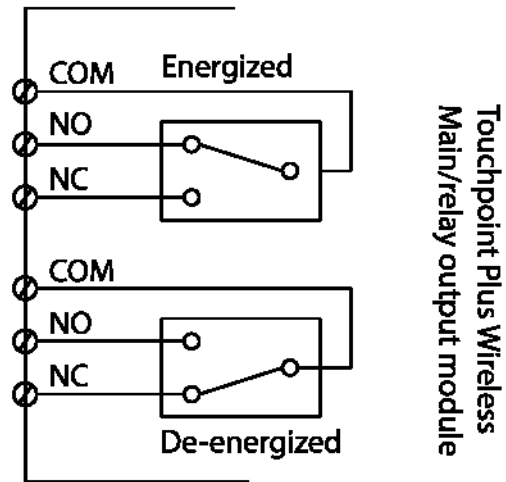 COM
Energized
NO
NC
COM
NO
NC
De-energized
Touchpoint Plus Wireless
Main/relay output module